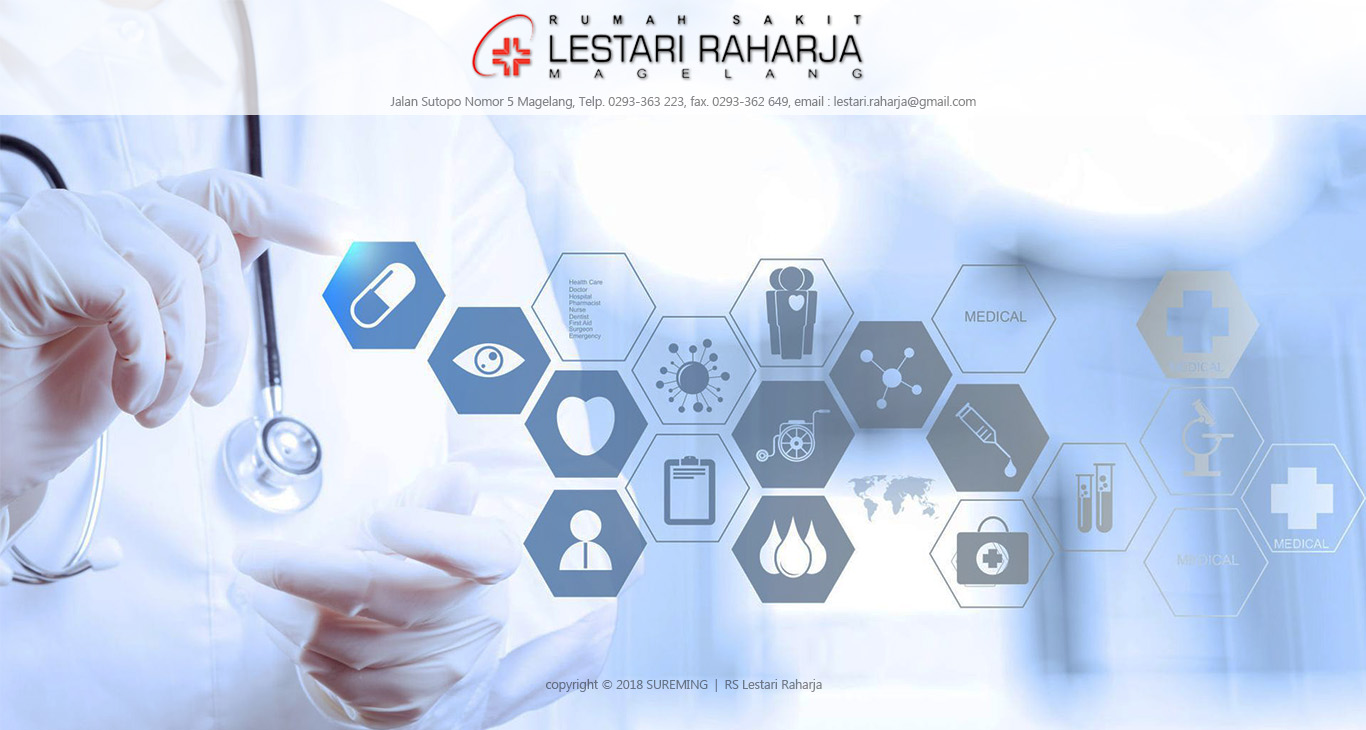 RUMAH SAKIT
LESTARI RAHARJA
MAGELANG
Jalan Sutopo Nomor 5 Magelang, Telp. 0293-363 223, fax. 0293-362 649, email : lestari.raharja@gmail.com
Health Care
Doctor
Hospital
Pharmacist
Nurse
Dentist
First Aid
Surgeon
Emergency
MEDICAL
MEDICAL
MEDICAL
MEDICAL
copyright © 2018 SUREMING | RS Lestari Raharja